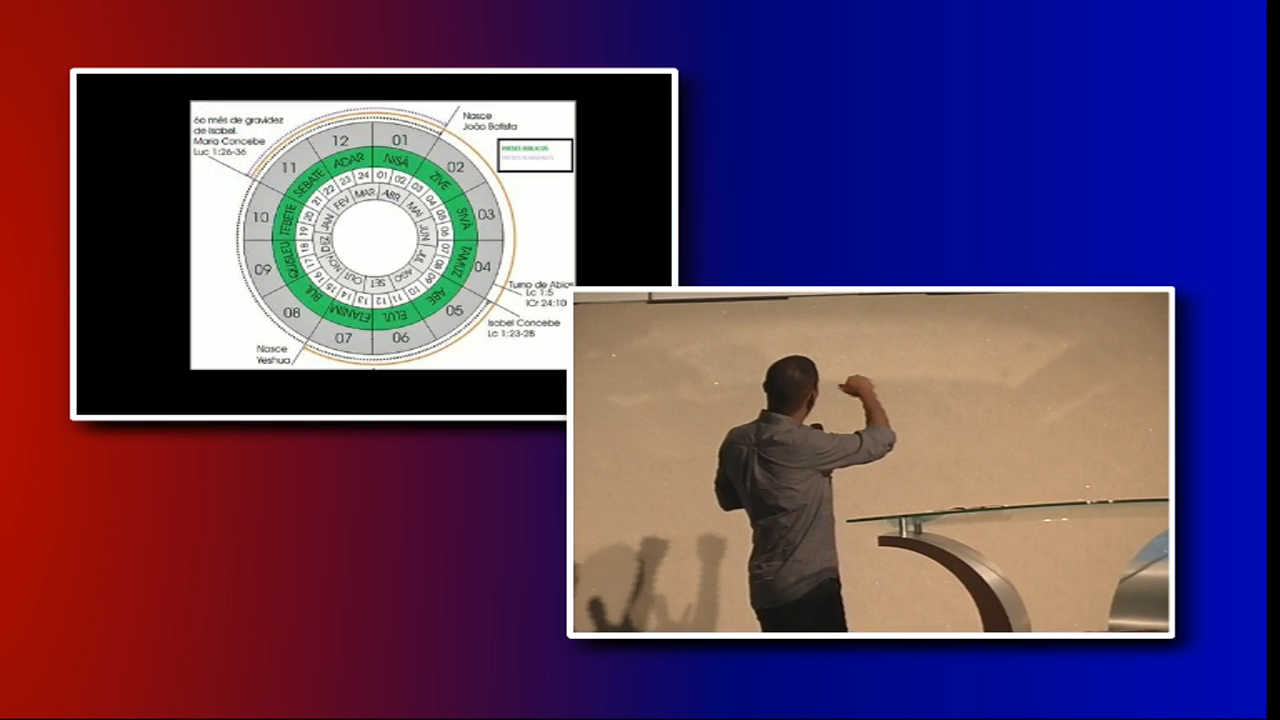 6o mês de gravidez
de Isabel.
Maria Concebe
Luc 1:26-36
Nasce
João Batista
MESES BÍBLICOS
01
02
03
04
05
06
07
08
09
10
11
12
NISÃ
ZIVE
SIVÃ
TAMUZ
ABE
ELUL
ETANIM
BUL
QUISLEU
TEBETE
SEBATE
ADAR
01
02
03
04
05
06
07
08
09
10
11
12
13
14
15
16
17
18
19
20
21
22
23
24
MAR
ABR
MAI
JUN
JUL
AGO
SET
OUT
NOV
DEZ
JAN
FEV
Turno de Abias
Lc 1:5
ICr 24:10
Isabel Concebe
Lc 1:23-28
Nasce
Yeshua